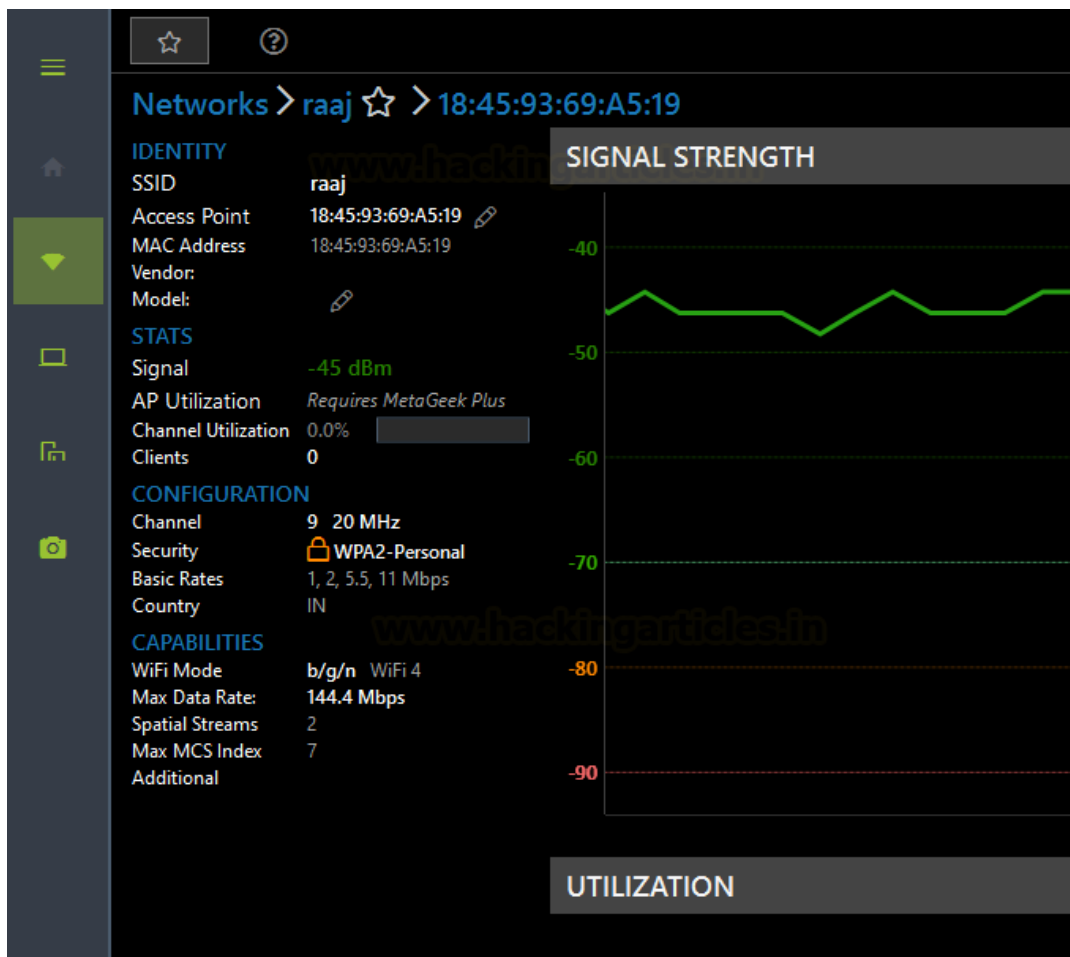 Networks > raaj > 18:45:93:69:A5:19
IDENTITY
SSID raaj
Access Point 18:45:93:69:A5:19
MAC Address 18:45:93:69:A5:19
Vendor:
Model:
STATS
Signal -45 dBm
AP Utilization Requires MetaGeek Plus
Channel Utilization 0.0%
Clients 0
CONFIGURATION
Channel 9 20 MHz
Security WPA2-Personal
Basic Rates 1, 2, 5.5, 11 Mbps
Country IN
CAPABILITIES
WiFi Mode b/g/n WiFi 4
Max Data Rate: 144.4 Mbps
Spatial Streams 2
Max MCS Index 7
Additional
SIGNAL STRENGTH
-40
-50
-60
-70
-80
-90
UTILIZATION
www.hackingarticles.in
www.hackingarticles.in